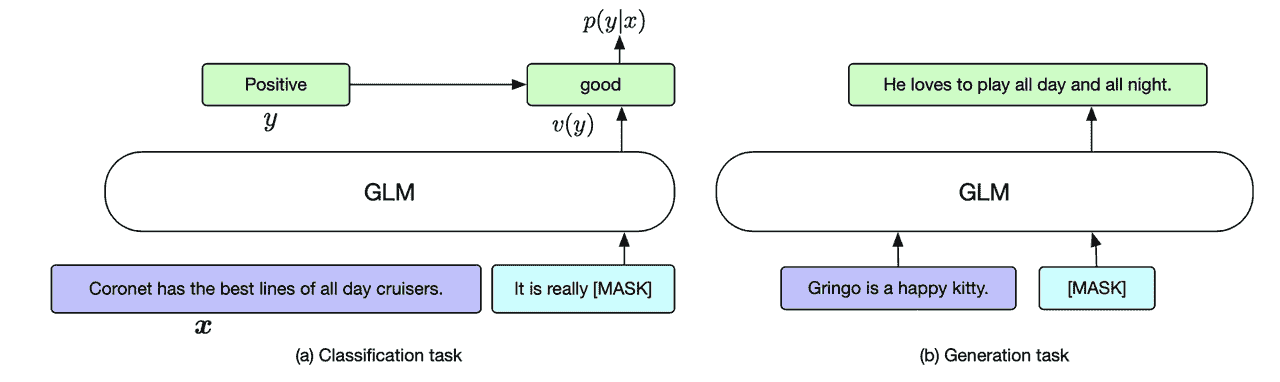 p(y|x)
Positive
good
y
v(y)
GLM
Coronet has the best lines of all day cruisers.
It is really [MASK]
x
(a) Classification task
He loves to play all day and all night.
GLM
Gringo is a happy kitty.
[MASK]
(b) Generation task